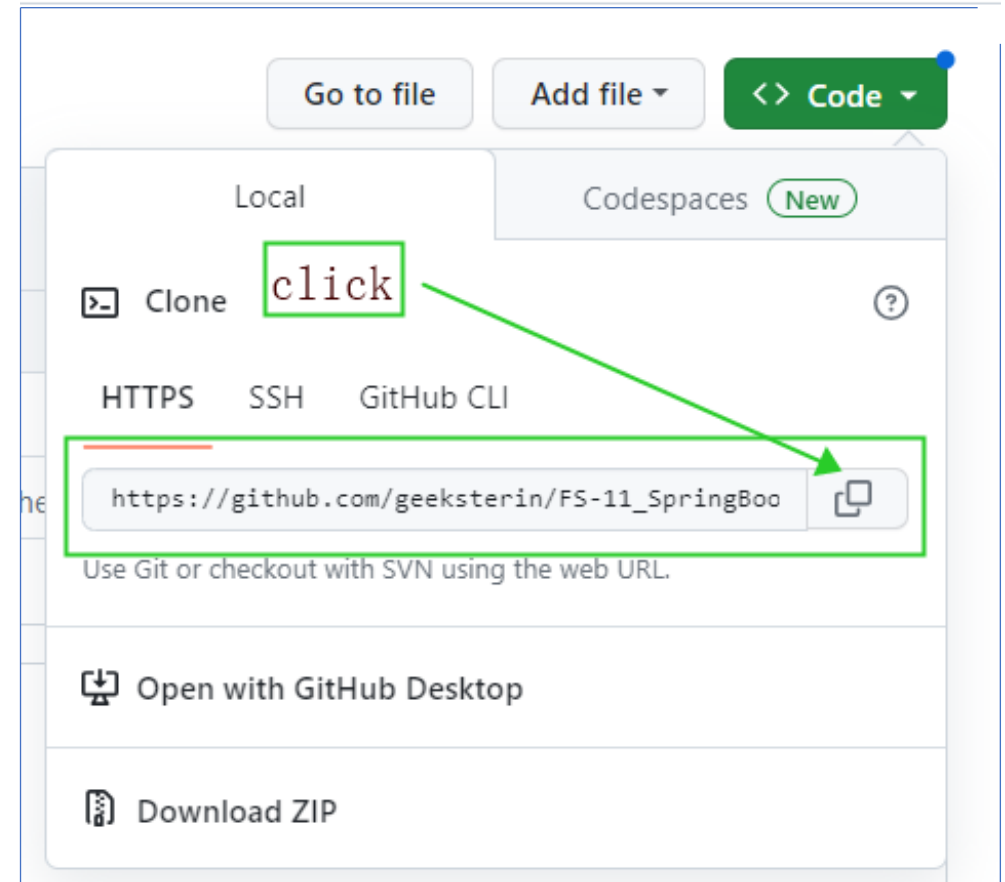 Go to file Add file <> Code
Local Codespaces New
click
Clone
HTTPS SSH GitHub CLI
he https://github.com/geeksterin/FS-11_SpringBoo
Use Git or checkout with SVN using the web URL.
Open with GitHub Desktop
Download ZIP